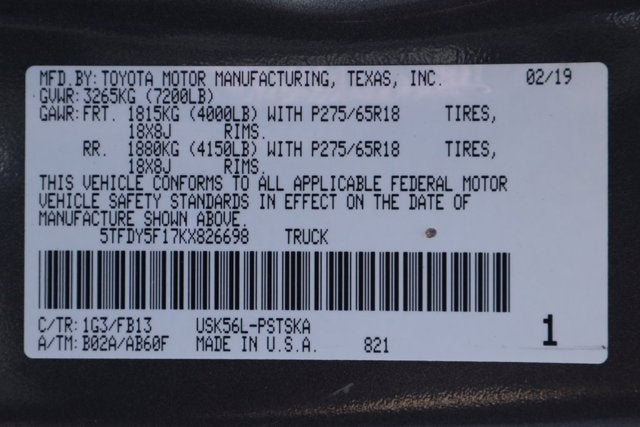 MFD.BY: TOYOTA MOTOR MANUFACTURING, TEXAS, INC. 02/19
GVWR: 3265KG (7200LB)
GAWR: FRT. 1815KG (4000LB) WITH P275/65R18 TIRES,
18X8J RIMS.
RR. 1880KG (4150LB) WITH P275/65R18 TIRES,
18X8J RIMS.
THIS VEHICLE CONFORMS TO ALL APPLICABLE FEDERAL MOTOR
VEHICLE SAFETY STANDARDS IN EFFECT ON THE DATE OF
MANUFACTURE SHOWN ABOVE.
5TFDY5F17KX826698 TRUCK
C/TR: 1G3/FB13 USK56L-PSTSKA 1
A/TM: B02A/AB60F MADE IN U.S.A. 821